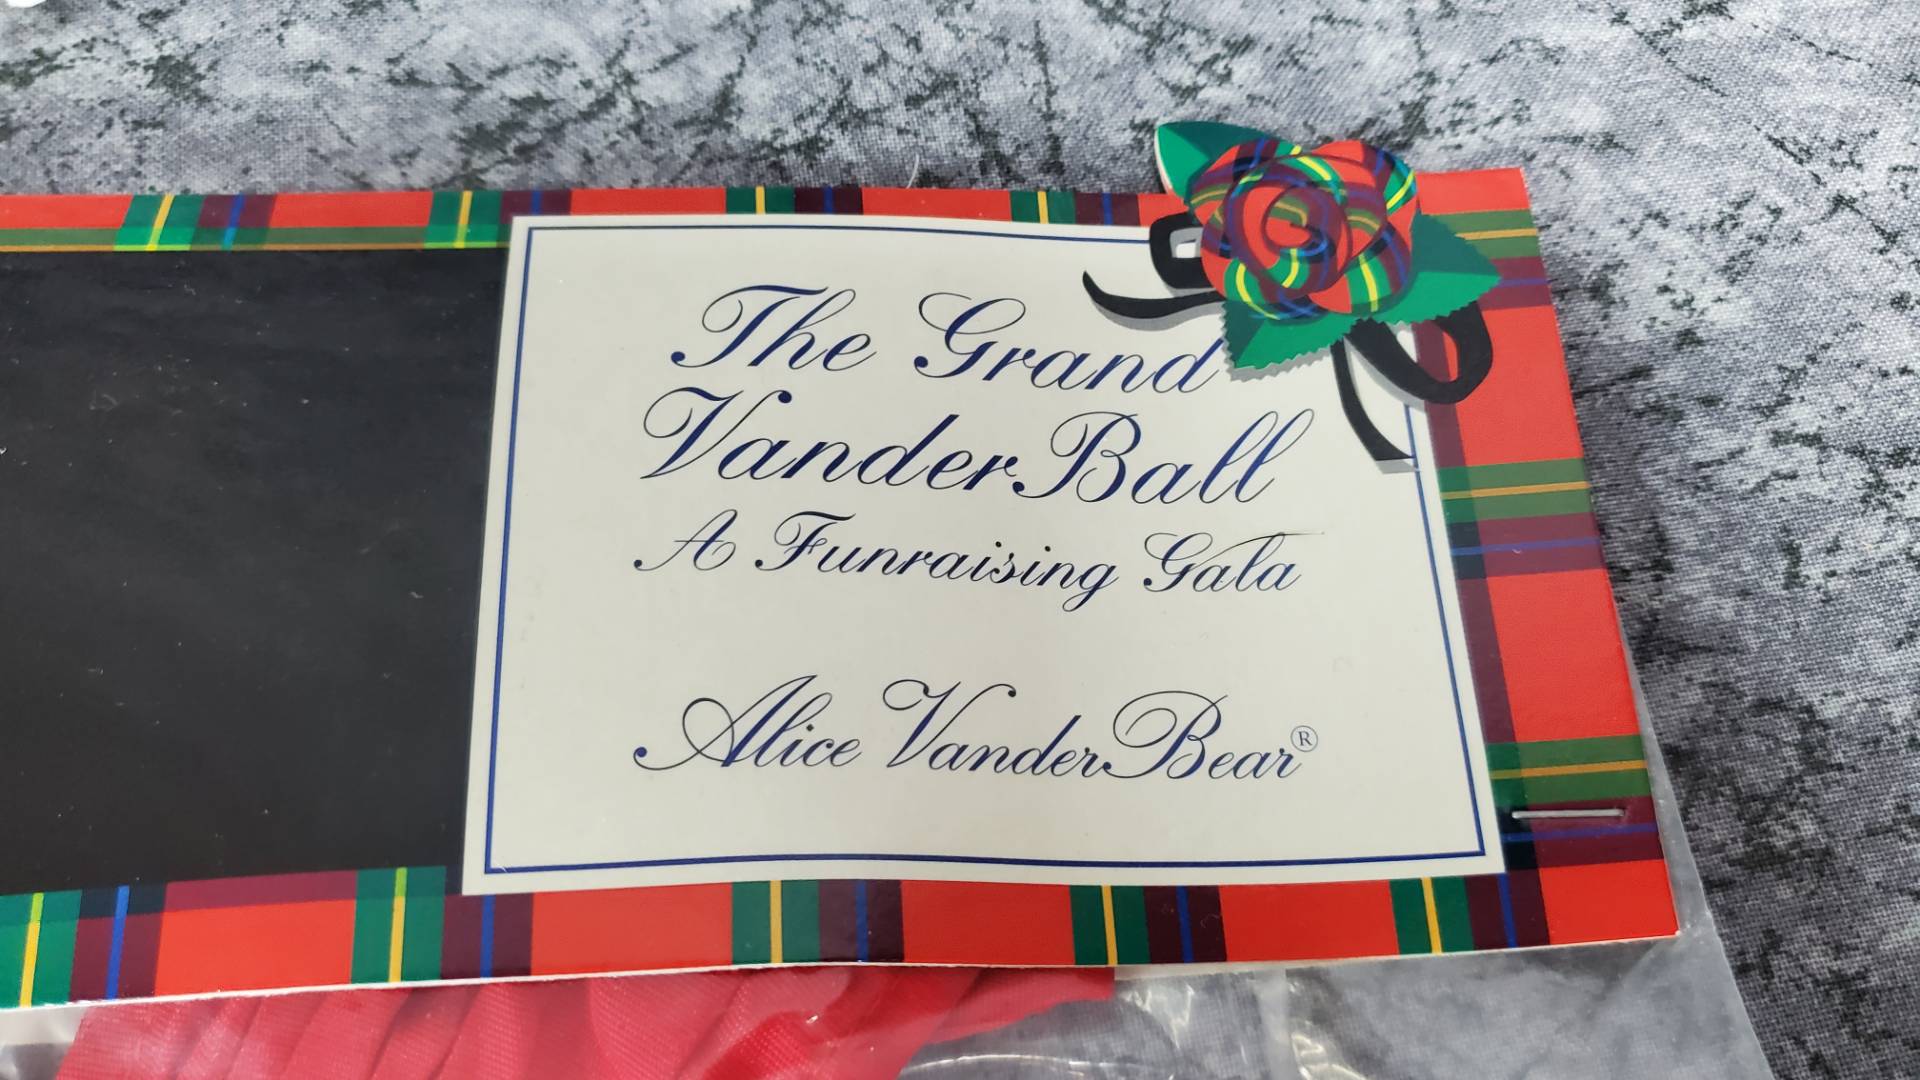 The Grand
VanderBall
A Funraising Gala
Alice VanderBear®